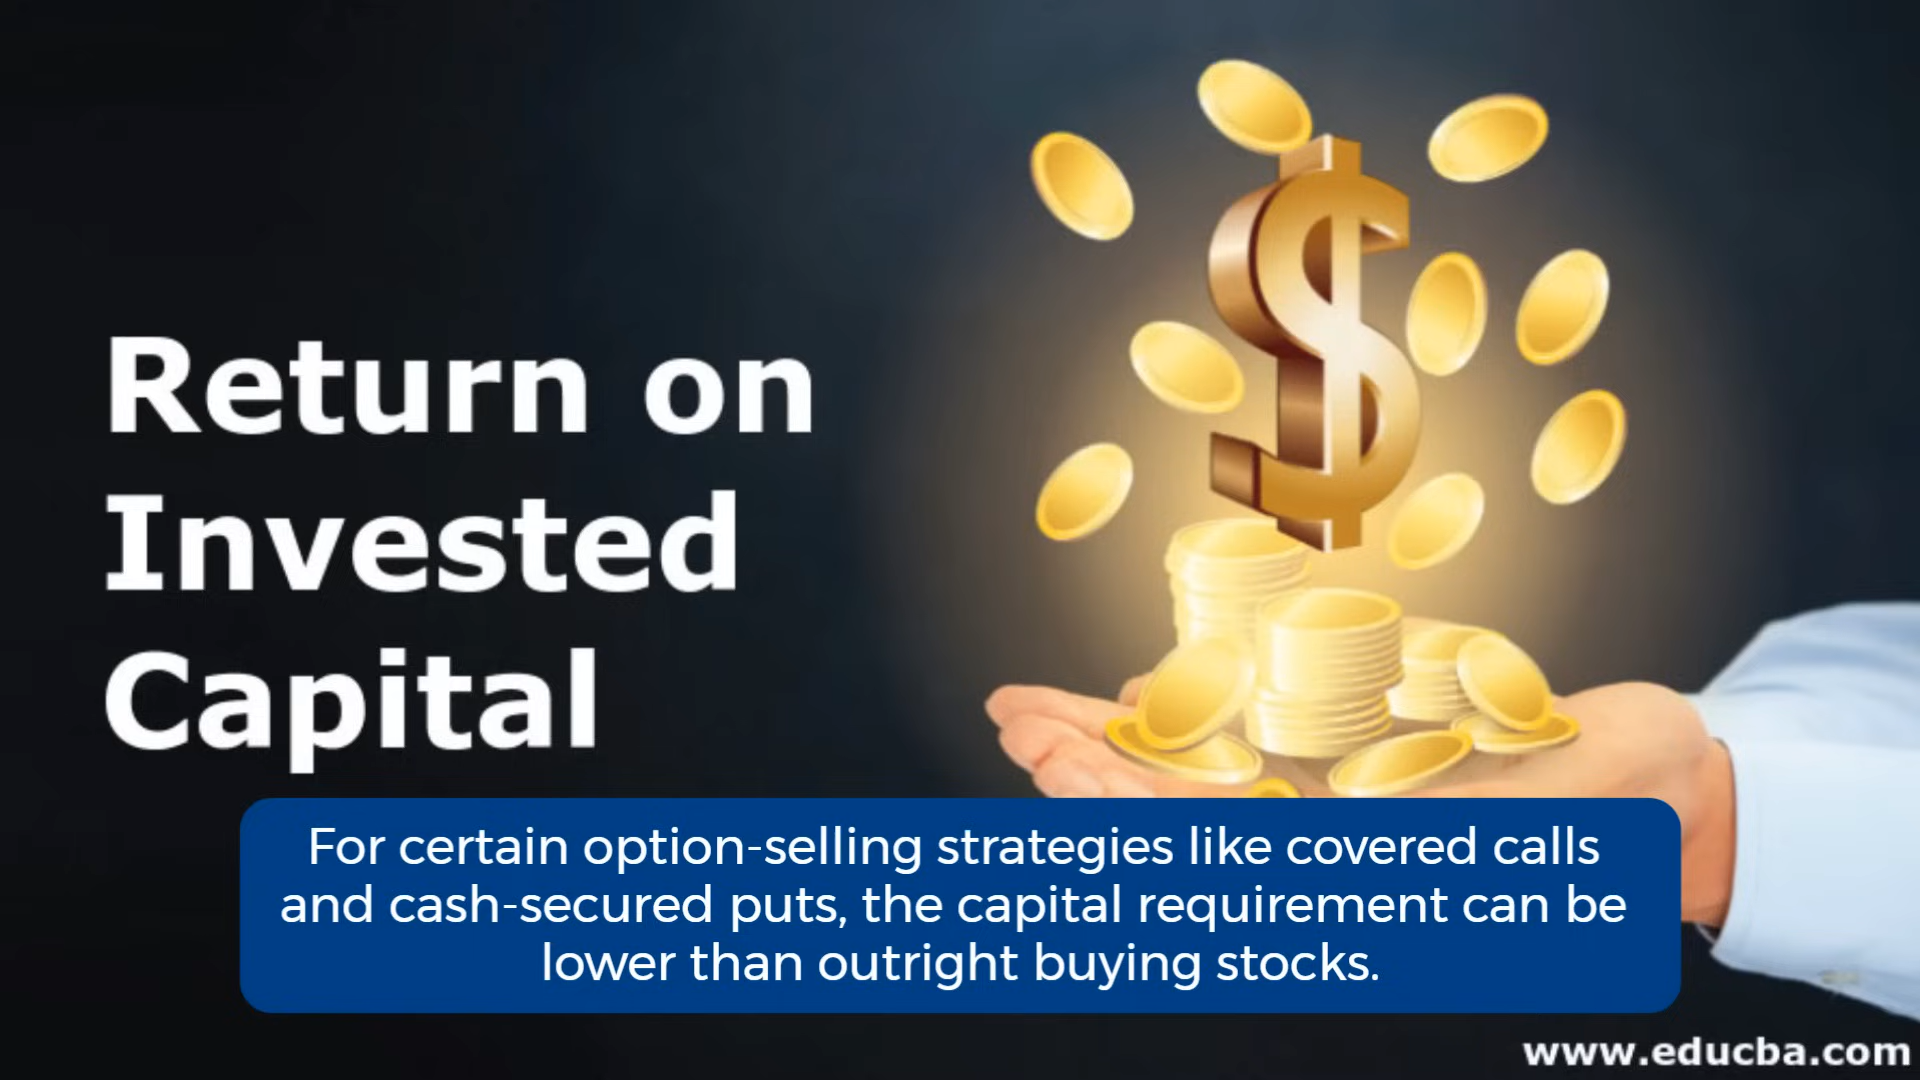 Return on
Invested
Capital
For certain option-selling strategies like covered calls
and cash-secured puts, the capital requirement can be
lower than outright buying stocks.
www.educba.com